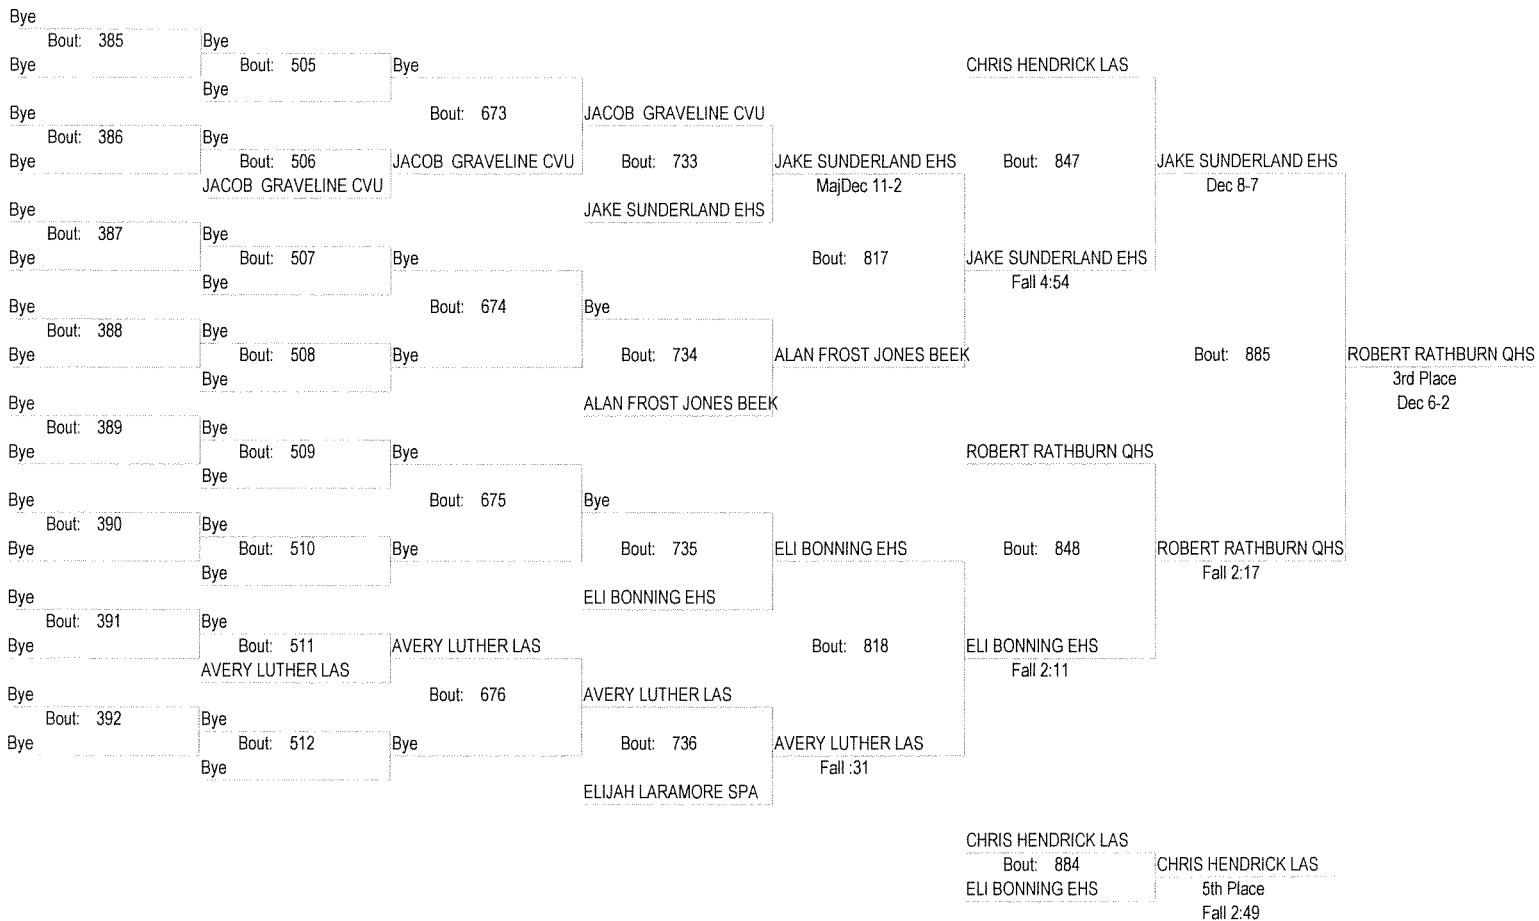 Bye
Bout: 385
Bye
Bye
Bout: 505
Bye
Bye
Bout: 386
Bye
Bye
Bout: 506
JACOB GRAVELINE CVU
Bye
Bout: 673
JACOB GRAVELINE CVU
Bye
Bout: 387
Bye
Bye
Bout: 507
Bye
Bye
Bout: 388
Bye
Bye
Bout: 508
Bye
Bye
Bout: 674
Bye
Bye
Bout: 389
Bye
Bye
Bout: 509
Bye
Bye
Bout: 390
Bye
Bye
Bout: 510
Bye
Bye
Bout: 675
Bye
Bye
Bout: 391
Bye
Bye
Bout: 511
AVERY LUTHER LAS
Bye
Bout: 392
Bye
Bye
Bout: 512
Bye
AVERY LUTHER LAS
Bout: 676
Bye
JACOB GRAVELINE CVU
Bout: 733
JAKE SUNDERLAND EHS
Bye
Bout: 734
ALAN FROST JONES BEEK
Bye
Bout: 735
ELI BONNING EHS
AVERY LUTHER LAS
Bout: 736
ELIJAH LARAMORE SPA
JAKE SUNDERLAND EHS
MajDec 11-2
Bout: 817
ALAN FROST JONES BEEK
ELI BONNING EHS
Bout: 818
AVERY LUTHER LAS
Fall :31
CHRIS HENDRICK LAS
Bout: 847
JAKE SUNDERLAND EHS
Fall 4:54
ROBERT RATHBURN QHS
Bout: 848
ELI BONNING EHS
Fall 2:11
JAKE SUNDERLAND EHS
Dec 8-7
Bout: 885
ROBERT RATHBURN QHS
Fall 2:17
ROBERT RATHBURN QHS
3rd Place
Dec 6-2
CHRIS HENDRICK LAS
Bout: 884
ELI BONNING EHS
CHRIS HENDRICK LAS
5th Place
Fall 2:49